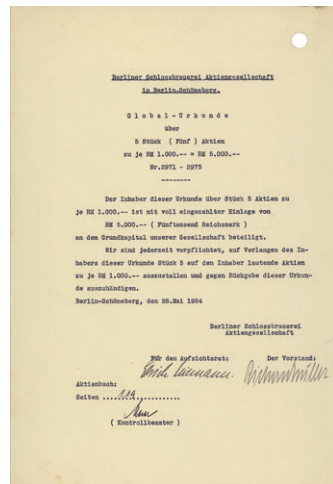 Berliner Schlossbrauerei Aktiengesellschaft
in Berlin-Schöneberg.
Global-Urkunde
über
5 Stück ( Fünf ) Aktien
zu je RM 1.000.-- = RM 5.000.--
Nr.2971 - 2975
--------
Der Inhaber dieser Urkunde über Stück 5 Aktien zu
je RM 1.000.-- ist mit voll eingezahlter Einlage von
RM 5.000.-- ( Fünftausend Reichsmark )
an dem Grundkapital unserer Gesellschaft beteiligt.
Wir sind jederzeit verpflichtet, auf Verlangen des In-
habers dieser Urkunde Stück 5 auf den Inhaber lautende Aktien
zu je RM 1.000.-- auszustellen und gegen Rückgabe dieser Urkun-
de auszuhändigen.
Berlin-Schöneberg, den 28.Mai 1934
Berliner Schlossbrauerei
Aktiengesellschaft
Für den Aufsichtsrat: Der Vorstand:
Aktienbuch:
Seiten ....119..............
( Kontrollbeamter )